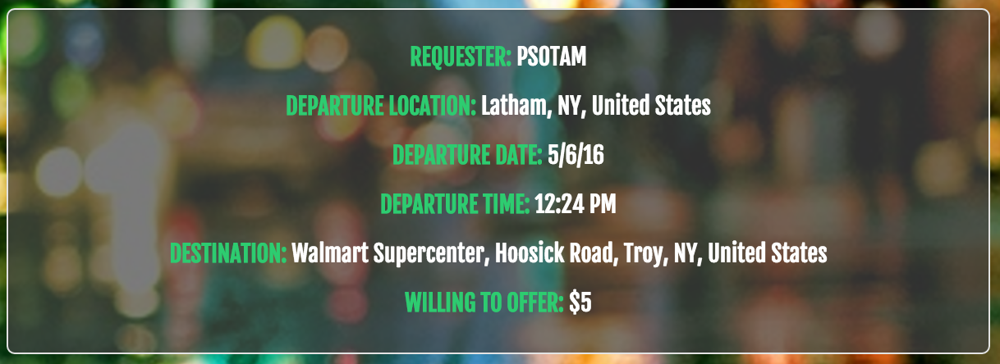 REQUESTER: PSOTAM
DEPARTURE LOCATION: Latham, NY, United States
DEPARTURE DATE: 5/6/16
DEPARTURE TIME: 12:24 PM
DESTINATION: Walmart Supercenter, Hoosick Road, Troy, NY, United States
WILLING TO OFFER: $5